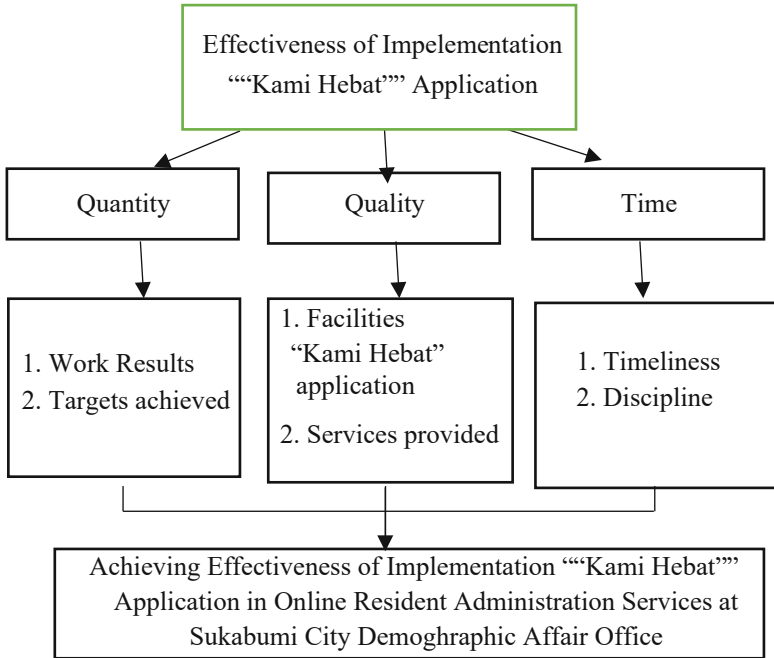 Effectiveness of Impelementation
““Kami Hebat”” Application
Quantity
Quality
Time
1. Work Results
2. Targets achieved
1. Facilities
“Kami Hebat”
application
2. Services provided
1. Timeliness
2. Discipline
Achieving Effectiveness of Implementation ““Kami Hebat””
Application in Online Resident Administration Services at
Sukabumi City Demoghraphic Affair Office